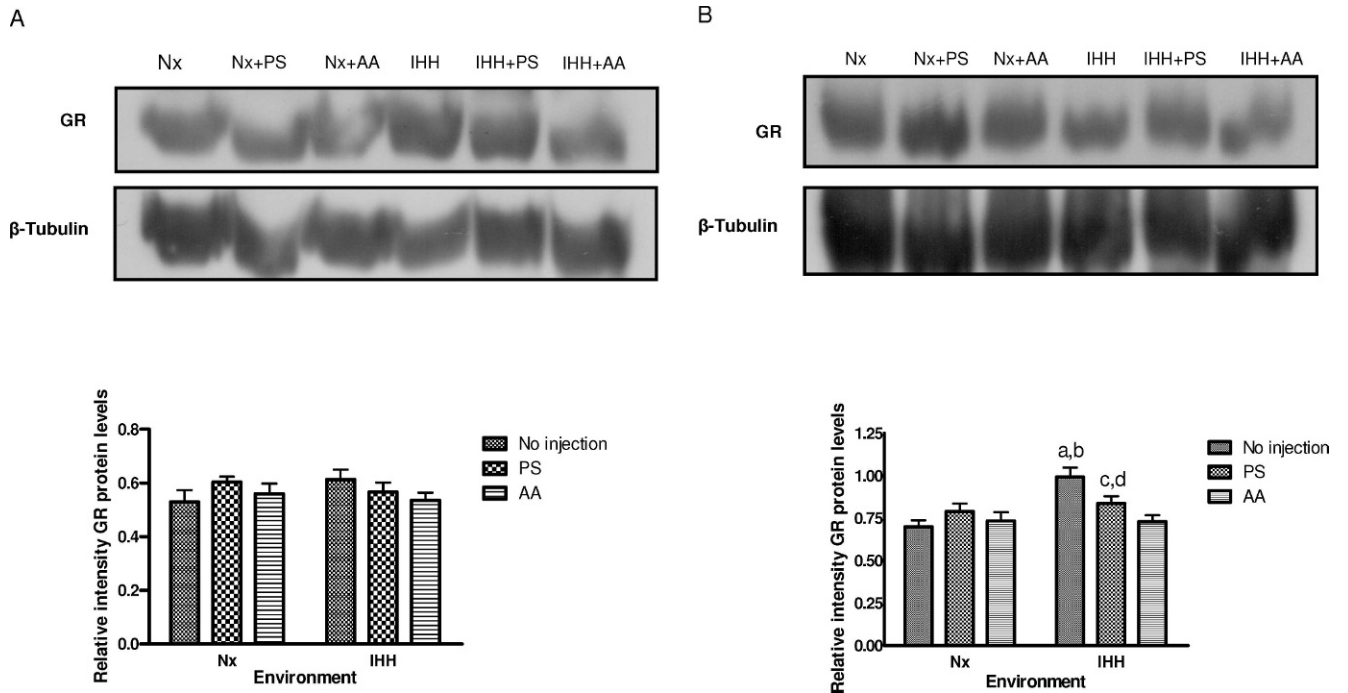 A
Nx Nx+PS Nx+AA IHH IHH+PS IHH+AA
GR
β-Tubulin
Relative intensity GR protein levels
0.8
0.6
0.4
0.2
0.0
Nx IHH
Environment
No injection
PS
AA
B
Nx Nx+PS Nx+AA IHH IHH+PS IHH+AA
GR
β-Tubulin
Relative intensity GR protein levels
1.25
1.00
0.75
0.50
0.25
0.00
a,b
c,d
Nx IHH
Environment
No injection
PS
AA